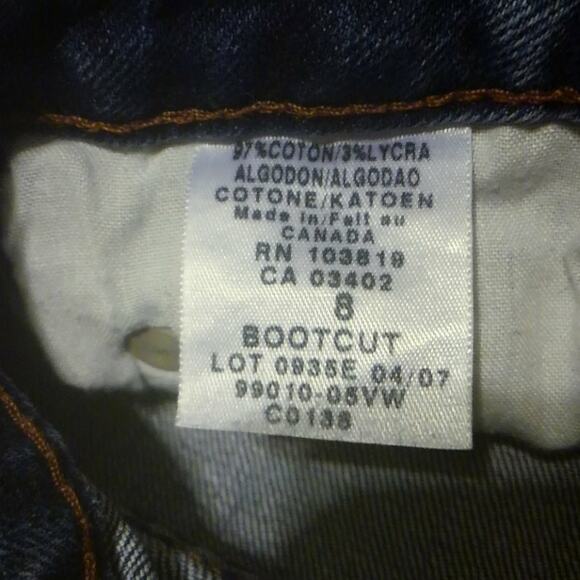 97%COTON/3%LYCRA
ALGODON/ALGODAO
COTONE/KATOEN
Made in/Fait au
CANADA
RN 103819
CA 03402
8
BOOTCUT
LOT 0935E 04/07
99010-05VW
C0138